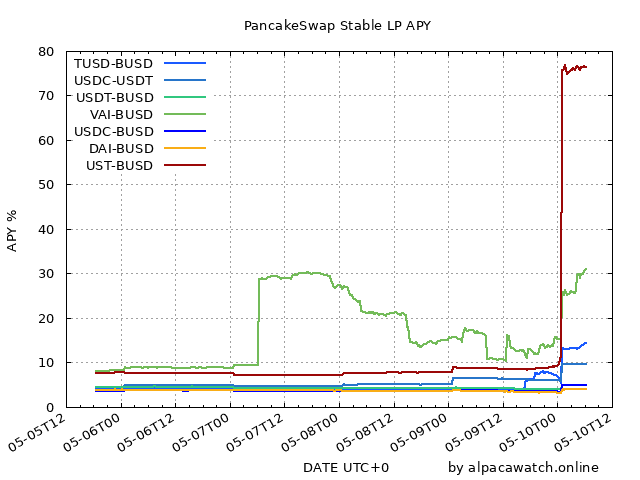 PancakeSwap Stable LP APY
80
70
60
50
40
30
20
10
0
APY %
TUSD-BUSD
USDC-USDT
USDT-BUSD
VAI-BUSD
USDC-BUSD
DAI-BUSD
UST-BUSD
05-05T12
05-06T00
05-06T12
05-07T00
05-07T12
05-08T00
05-08T12
05-09T00
05-09T12
05-10T00
05-10T12
DATE UTC+0
by alpacawatch.online